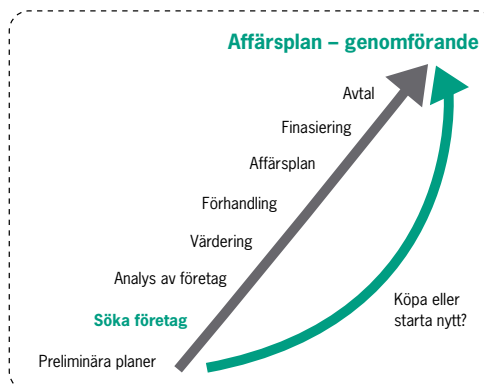 Affärsplan – genomförande
Avtal
Finasiering
Affärsplan
Förhandling
Värdering
Analys av företag
Söka företag
Preliminära planer
Köpa eller
starta nytt?